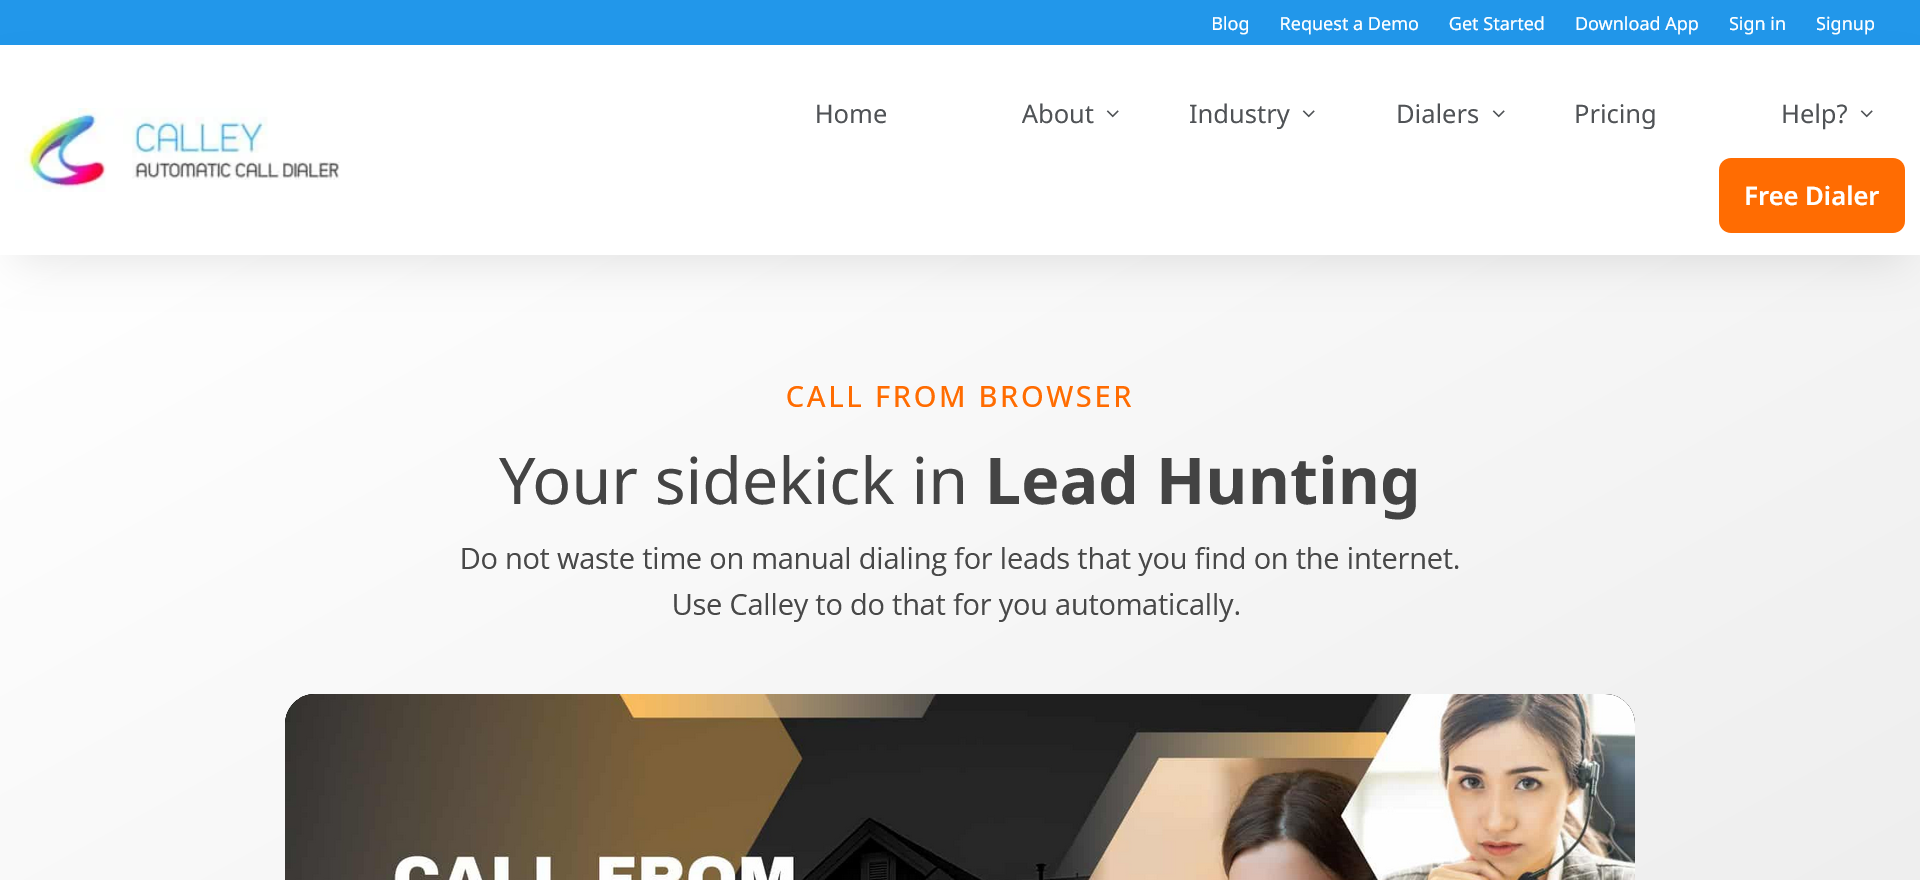 Blog Request a Demo Get Started Download App Sign in Signup
CALLEY
AUTOMATIC CALL DIALER
Home About Industry Dialers Pricing Help?
Free Dialer
CALL FROM BROWSER
Your sidekick in Lead Hunting
Do not waste time on manual dialing for leads that you find on the internet.
Use Calley to do that for you automatically.
CALL FROM